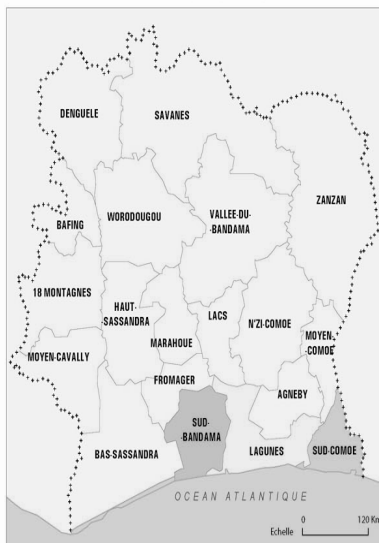 DENGUELE
SAVANES
ZANZAN
WORODOUGOU
VALLEE-DU-
BANDAMA
BAFING
18 MONTAGNES
HAUT-
SASSANDRA
LACS
N'ZI-COMOE
MOYEN-
COMOE
MARAHOUE
MOYEN-CAVALLY
FROMAGER
AGNEBY
SUD-
-BANDAMA
BAS-SASSANDRA
LAGUNES
SUD-COMOE
OCEAN ATLANTIQUE
Echelle
0 120 Km